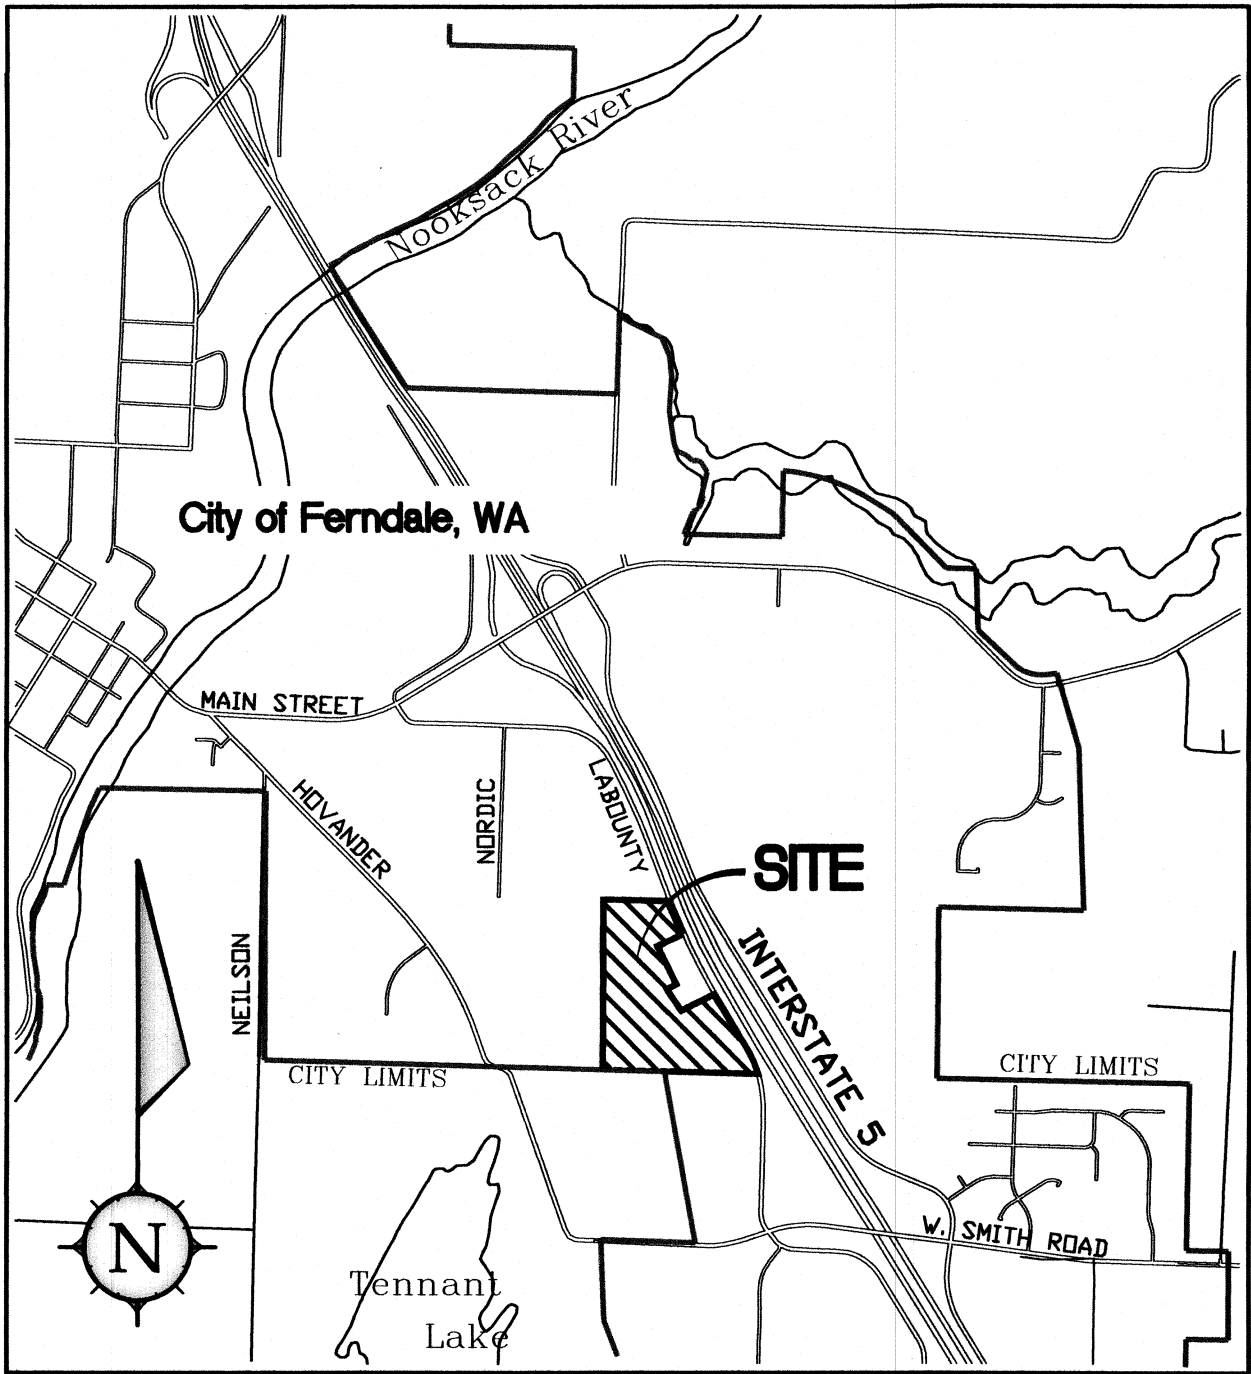 Nooksack River
City of Ferndale, WA
MAIN STREET
HOVANDER
NORDIC
LABOUNTY
SITE
NEILSON
INTERSTATE 5
CITY LIMITS
CITY LIMITS
W. SMITH ROAD
N
Tennant
Lake